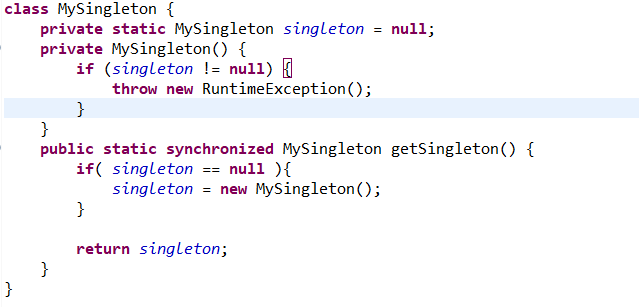 class MySingleton {
    private static MySingleton singleton = null;
    private MySingleton() {
        if (singleton != null) {
            throw new RuntimeException();
        }
    }
    public static synchronized MySingleton getSingleton() {
        if( singleton == null ){
            singleton = new MySingleton();
        }

        return singleton;
    }
}